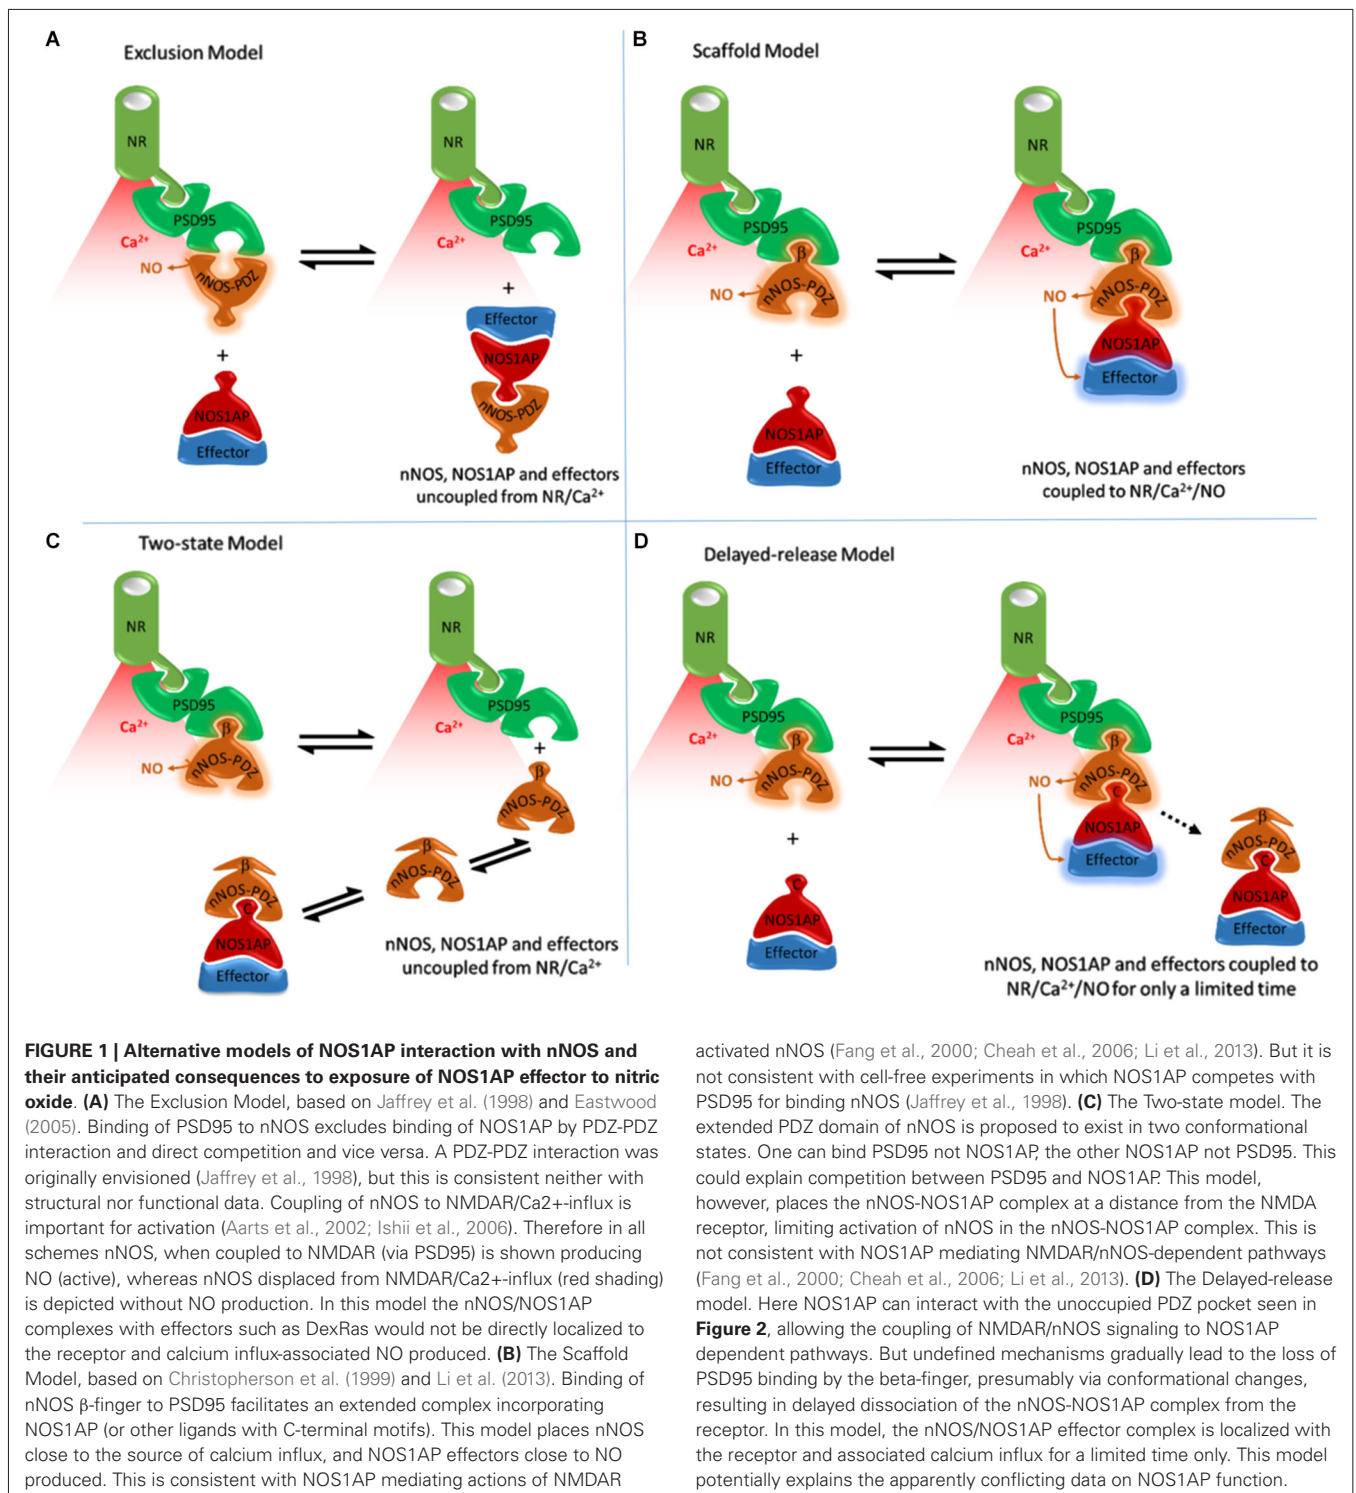 A
Exclusion Model
NR
PSD95
Ca²⁺
NO
nNOS-PDZ
+
NOS1AP
Effector
NR
PSD95
Ca²⁺
+
Effector
NOS1AP
nNOS-PDZ
nNOS, NOS1AP and effectors
uncoupled from NR/Ca²⁺
B
Scaffold Model
NR
PSD95
Ca²⁺
β
NO
nNOS-PDZ
+
NOS1AP
Effector
NR
PSD95
Ca²⁺
β
NO
nNOS-PDZ
NOS1AP
Effector
nNOS, NOS1AP and effectors
coupled to NR/Ca²⁺/NO
C
Two-state Model
NR
PSD95
Ca²⁺
β
NO
nNOS-PDZ
NR
PSD95
Ca²⁺
+
β
nNOS-PDZ
β
nNOS-PDZ
β
nNOS-PDZ
C
NOS1AP
Effector
nNOS, NOS1AP and effectors
uncoupled from NR/Ca²⁺
D
Delayed-release Model
NR
PSD95
Ca²⁺
β
NO
nNOS-PDZ
+
C
NOS1AP
Effector
NR
PSD95
Ca²⁺
β
NO
nNOS-PDZ
C
NOS1AP
Effector
β
nNOS-PDZ
C
NOS1AP
Effector
nNOS, NOS1AP and effectors coupled to
NR/Ca²⁺/NO for only a limited time
FIGURE 1 | Alternative models of NOS1AP interaction with nNOS and
their anticipated consequences to exposure of NOS1AP effector to nitric
oxide. (A) The Exclusion Model, based on Jaffrey et al. (1998) and Eastwood
(2005). Binding of PSD95 to nNOS excludes binding of NOS1AP by PDZ-PDZ
interaction and direct competition and vice versa. A PDZ-PDZ interaction was
originally envisioned (Jaffrey et al., 1998), but this is consistent neither with
structural nor functional data. Coupling of nNOS to NMDAR/Ca2+-influx is
important for activation (Aarts et al., 2002; Ishii et al., 2006). Therefore in all
schemes nNOS, when coupled to NMDAR (via PSD95) is shown producing
NO (active), whereas nNOS displaced from NMDAR/Ca2+-influx (red shading)
is depicted without NO production. In this model the nNOS/NOS1AP
complexes with effectors such as DexRas would not be directly localized to
the receptor and calcium influx-associated NO produced. (B) The Scaffold
Model, based on Christopherson et al. (1999) and Li et al. (2013). Binding of
nNOS β-finger to PSD95 facilitates an extended complex incorporating
NOS1AP (or other ligands with C-terminal motifs). This model places nNOS
close to the source of calcium influx, and NOS1AP effectors close to NO
produced. This is consistent with NOS1AP mediating actions of NMDAR
activated nNOS (Fang et al., 2000; Cheah et al., 2006; Li et al., 2013). But it is
not consistent with cell-free experiments in which NOS1AP competes with
PSD95 for binding nNOS (Jaffrey et al., 1998). (C) The Two-state model. The
extended PDZ domain of nNOS is proposed to exist in two conformational
states. One can bind PSD95 not NOS1AP, the other NOS1AP not PSD95. This
could explain competition between PSD95 and NOS1AP. This model,
however, places the nNOS-NOS1AP complex at a distance from the NMDA
receptor, limiting activation of nNOS in the nNOS-NOS1AP complex. This is
not consistent with NOS1AP mediating NMDAR/nNOS-dependent pathways
(Fang et al., 2000; Cheah et al., 2006; Li et al., 2013). (D) The Delayed-release
model. Here NOS1AP can interact with the unoccupied PDZ pocket seen in
Figure 2, allowing the coupling of NMDAR/nNOS signaling to NOS1AP
dependent pathways. But undefined mechanisms gradually lead to the loss of
PSD95 binding by the beta-finger, presumably via conformational changes,
resulting in delayed dissociation of the nNOS-NOS1AP complex from the
receptor. In this model, the nNOS/NOS1AP effector complex is localized with
the receptor and associated calcium influx for a limited time only. This model
potentially explains the apparently conflicting data on NOS1AP function.